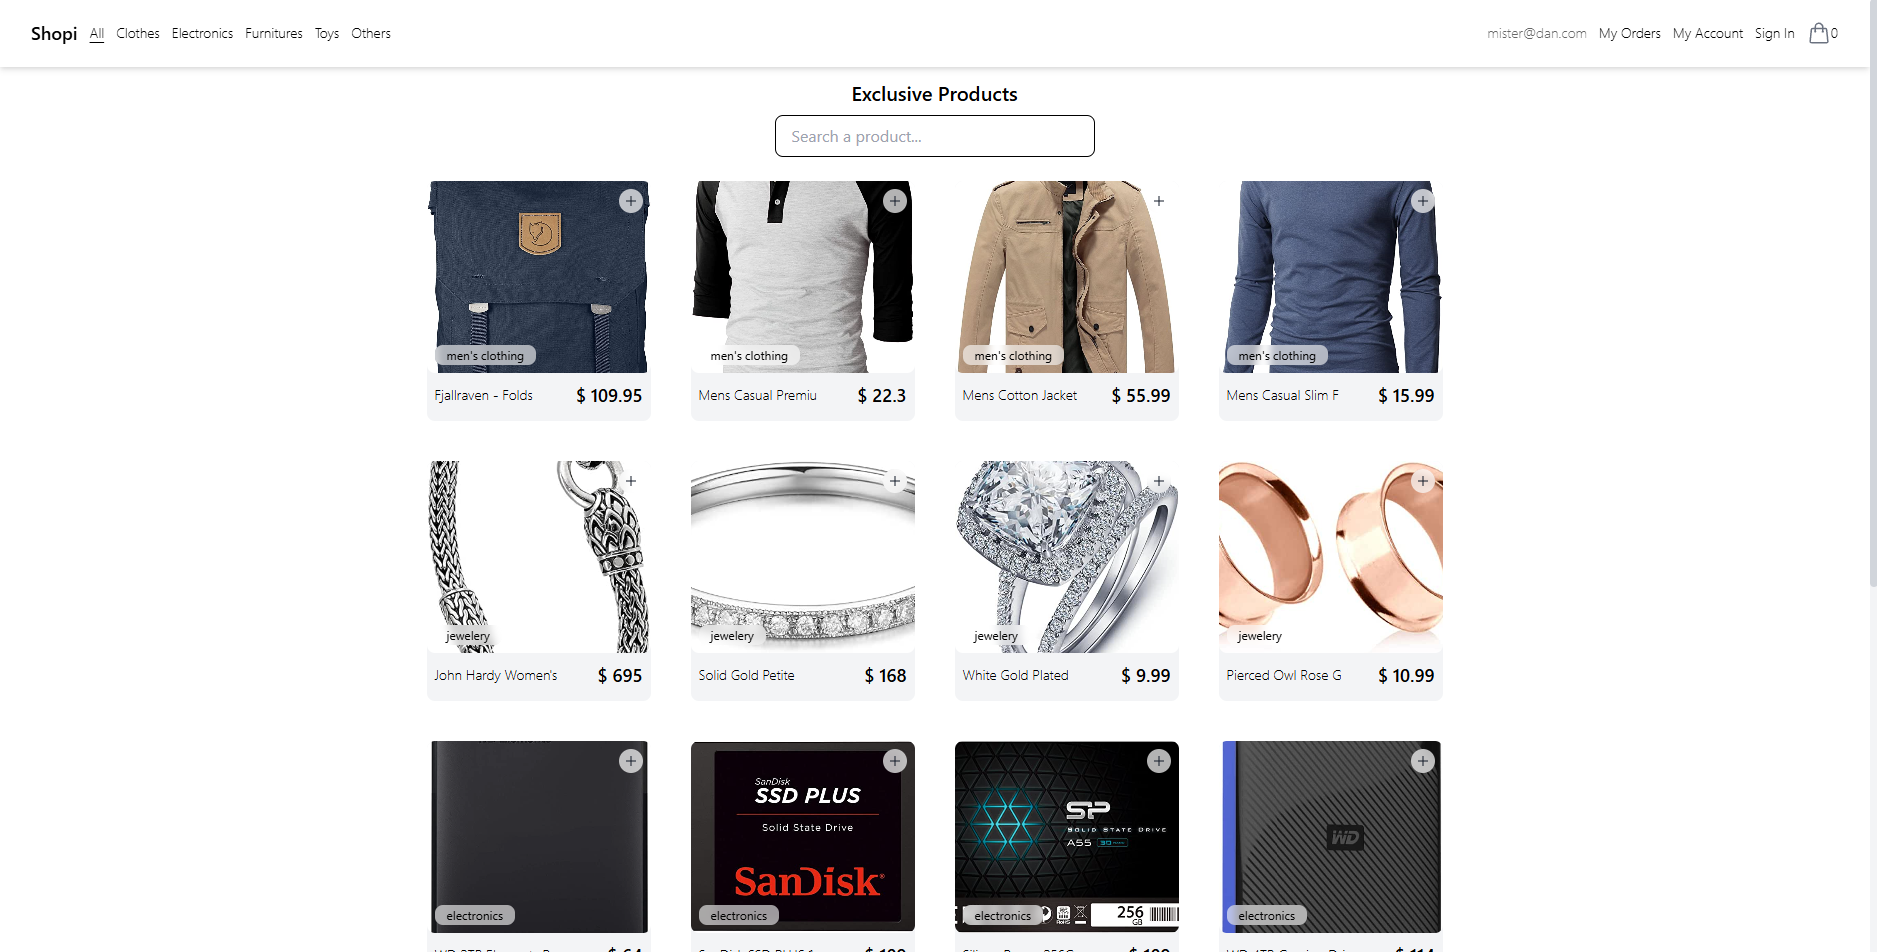 Shopi All Clothes Electronics Furnitures Toys Others mister@dan.com My Orders My Account Sign In 0
Exclusive Products
Search a product...
men's clothing men's clothing men's clothing men's clothing
Fjallraven - Folds $ 109.95 Mens Casual Premiu $ 22.3 Mens Cotton Jacket $ 55.99 Mens Casual Slim F $ 15.99
jewelery jewelery jewelery jewelery
John Hardy Women's $ 695 Solid Gold Petite $ 168 White Gold Plated $ 9.99 Pierced Owl Rose G $ 10.99
SanDisk
SSD PLUS
Solid State Drive
SanDisk
SP
SOLID STATE DRIVE
A55
WD
256
GB
electronics electronics electronics electronics